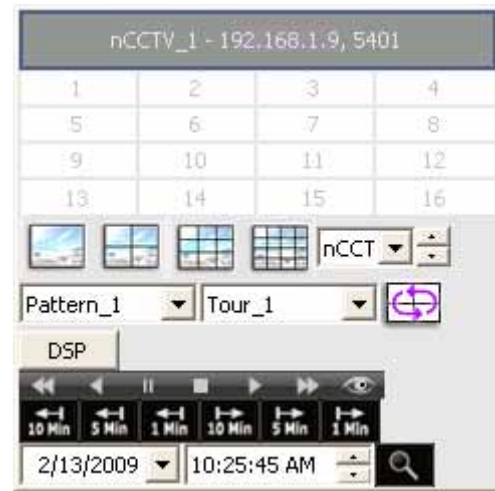 nCCTV_1 - 192.168.1.9, 5401
1 2 3 4
5 6 7 8
9 10 11 12
13 14 15 16
nCCT
Pattern_1 Tour_1
DSP
10 Min 5 Min 1 Min 10 Min 5 Min 1 Min
2/13/2009 10:25:45 AM